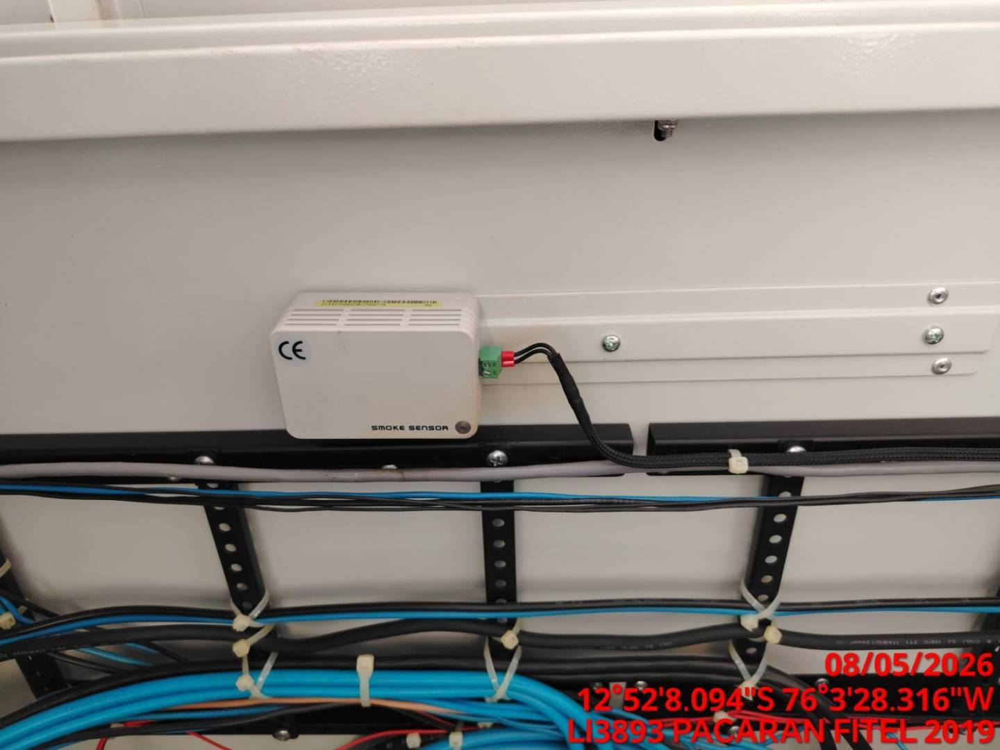 CE
SMOKE SENSOR
08/05/2026
12°52'8.094"S 76°3'28.316"W
LI3893 PACARAN FITEL 2019